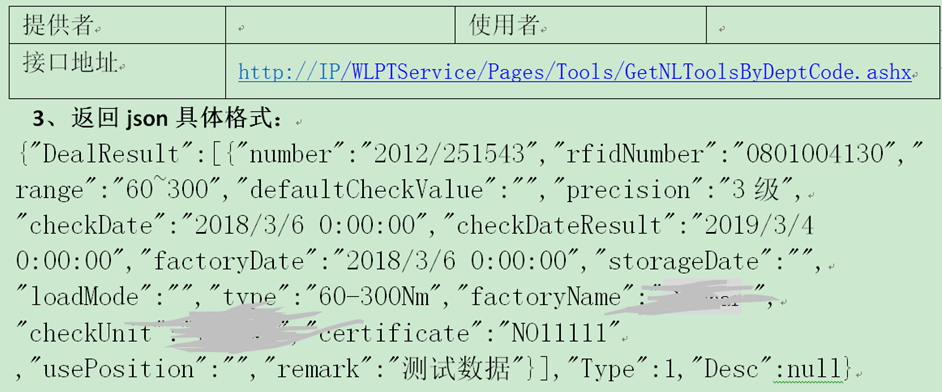 提供者 使用者
接口地址 http://IP/WLPTService/Pages/Tools/GetNLToolsByDeptCode.ashx
3、返回 json 具体格式：
{"DealResult":[{"number":"2012/251543","rfidNumber":"0801004130","
range":"60~300","defaultCheckValue":"","precision":"3 级",
"checkDate":"2018/3/6 0:00:00","checkDateResult":"2019/3/4
0:00:00","factoryDate":"2018/3/6 0:00:00","storageDate":"",
"loadMode":"","type":"60-300Nm","factoryName":" ",
"checkUnit": ,"certificate":"NO11111"
,"usePosition":"","remark":"测试数据"}],"Type":1,"Desc":null}